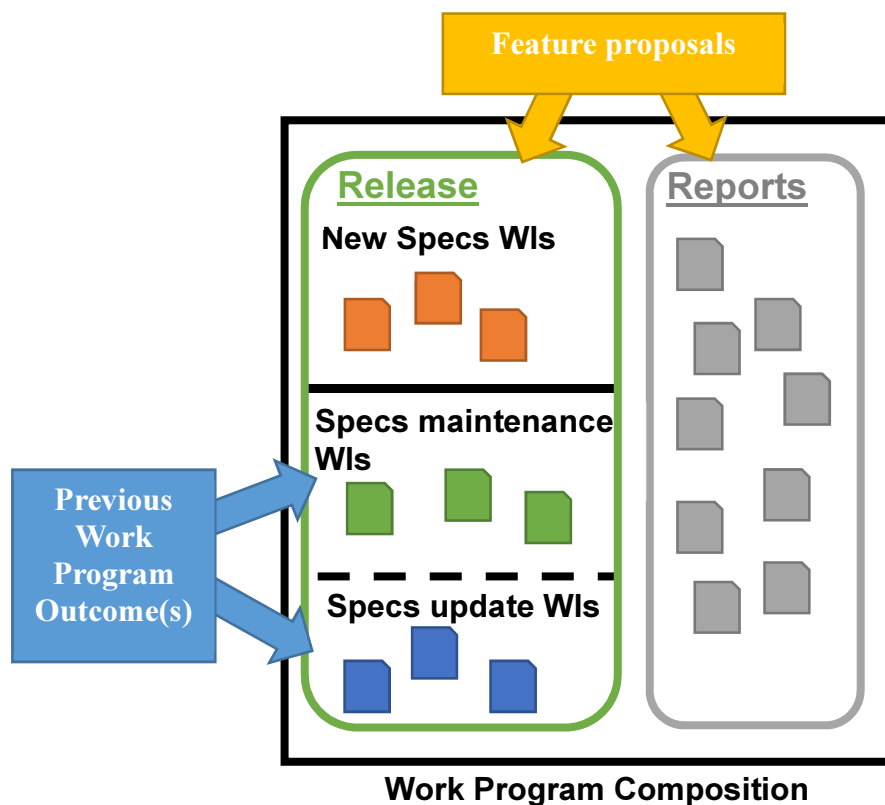 Feature proposals
Release
Reports
New Specs WIs
Specs maintenance
WIs
Previous
Work
Program
Outcome(s)
Specs update WIs
Work Program Composition